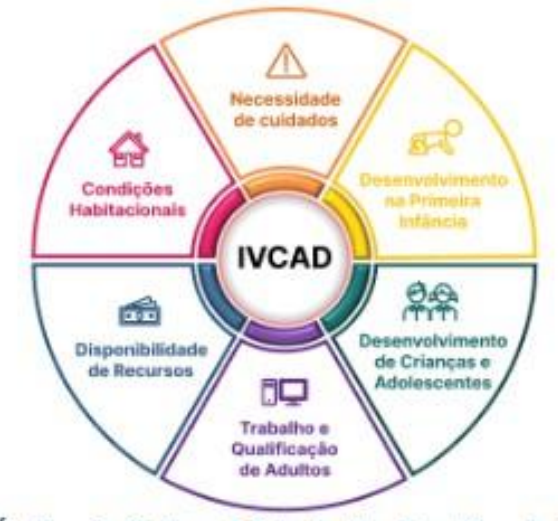 Necessidade
de cuidados
Desenvolvimento
na Primeira
Infância
Condições
Habitacionais
IVCAD
Disponibilidade
de Recursos
Desenvolvimento
de Crianças e
Adolescentes
Trabalho e
Qualificação
de Adultos